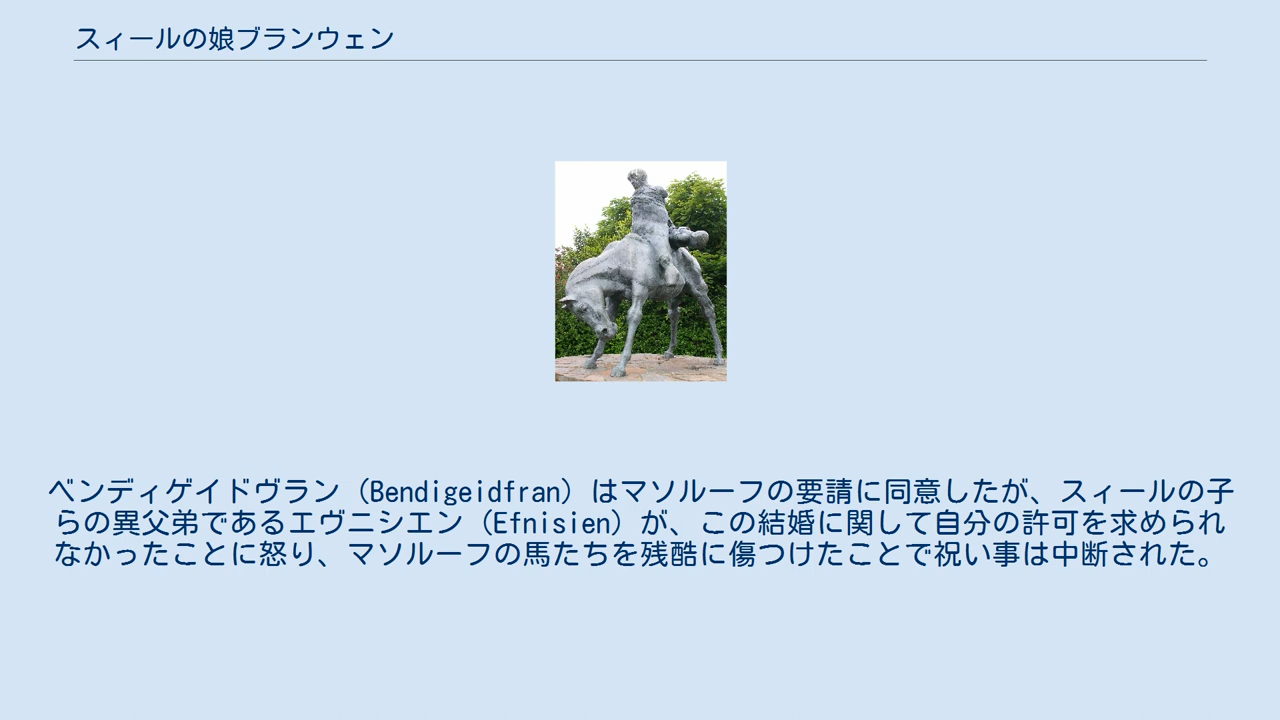 スィールの娘ブランウェン
ベンディゲイドヴラン（Bendigeidfran）はマソルーフの要請に同意したが、スィールの子
らの異父弟であるエヴニシエン（Efnisien）が、この結婚に関して自分の許可を求められ
なかったことに怒り、マソルーフの馬たちを残酷に傷つけたことで祝い事は中断された。